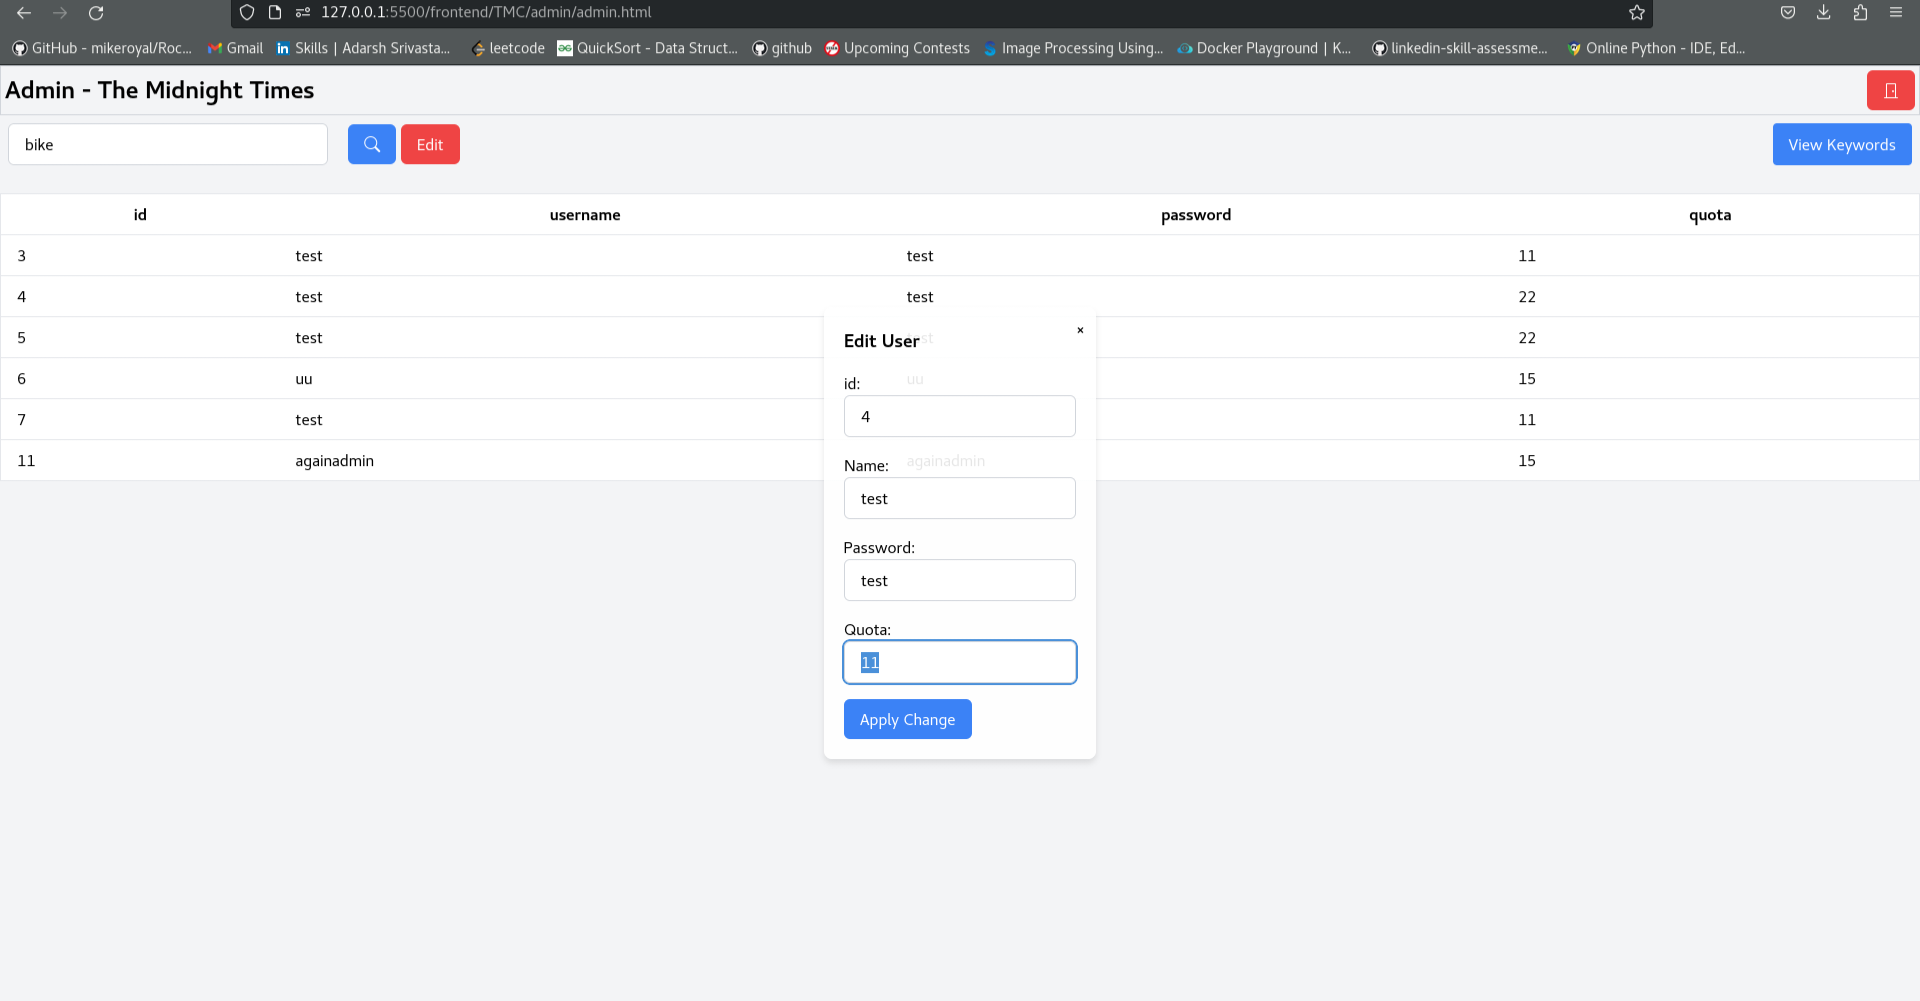 127.0.0.1:5500/frontend/TMC/admin/admin.html
GitHub - mikeroyal/Roc... Gmail Skills | Adarsh Srivasta... leetcode QuickSort - Data Struct... github Upcoming Contests Image Processing Using... Docker Playground | K... linkedin-skill-assessme... Online Python - IDE, Ed...
Admin - The Midnight Times
bike Edit View Keywords
id username password quota
3 test test 11
4 test test 22
5 test test 22
6 uu uu 15
7 test 11
11 againadmin againadmin 15
Edit User ×
id:
4
Name:
test
Password:
test
Quota:
11
Apply Change